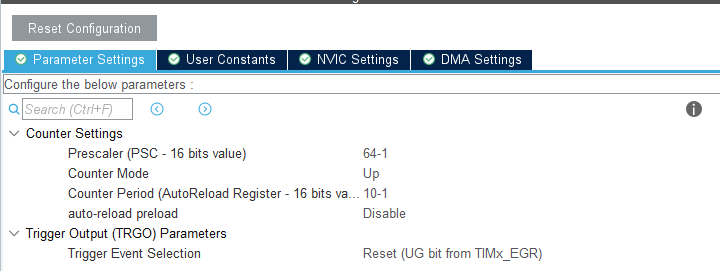 Reset Configuration
Parameter Settings User Constants NVIC Settings DMA Settings
Configure the below parameters :
Search (Ctrl+F)
Counter Settings
Prescaler (PSC - 16 bits value) 64-1
Counter Mode Up
Counter Period (AutoReload Register - 16 bits va... 10-1
auto-reload preload Disable
Trigger Output (TRGO) Parameters
Trigger Event Selection Reset (UG bit from TIMx_EGR)